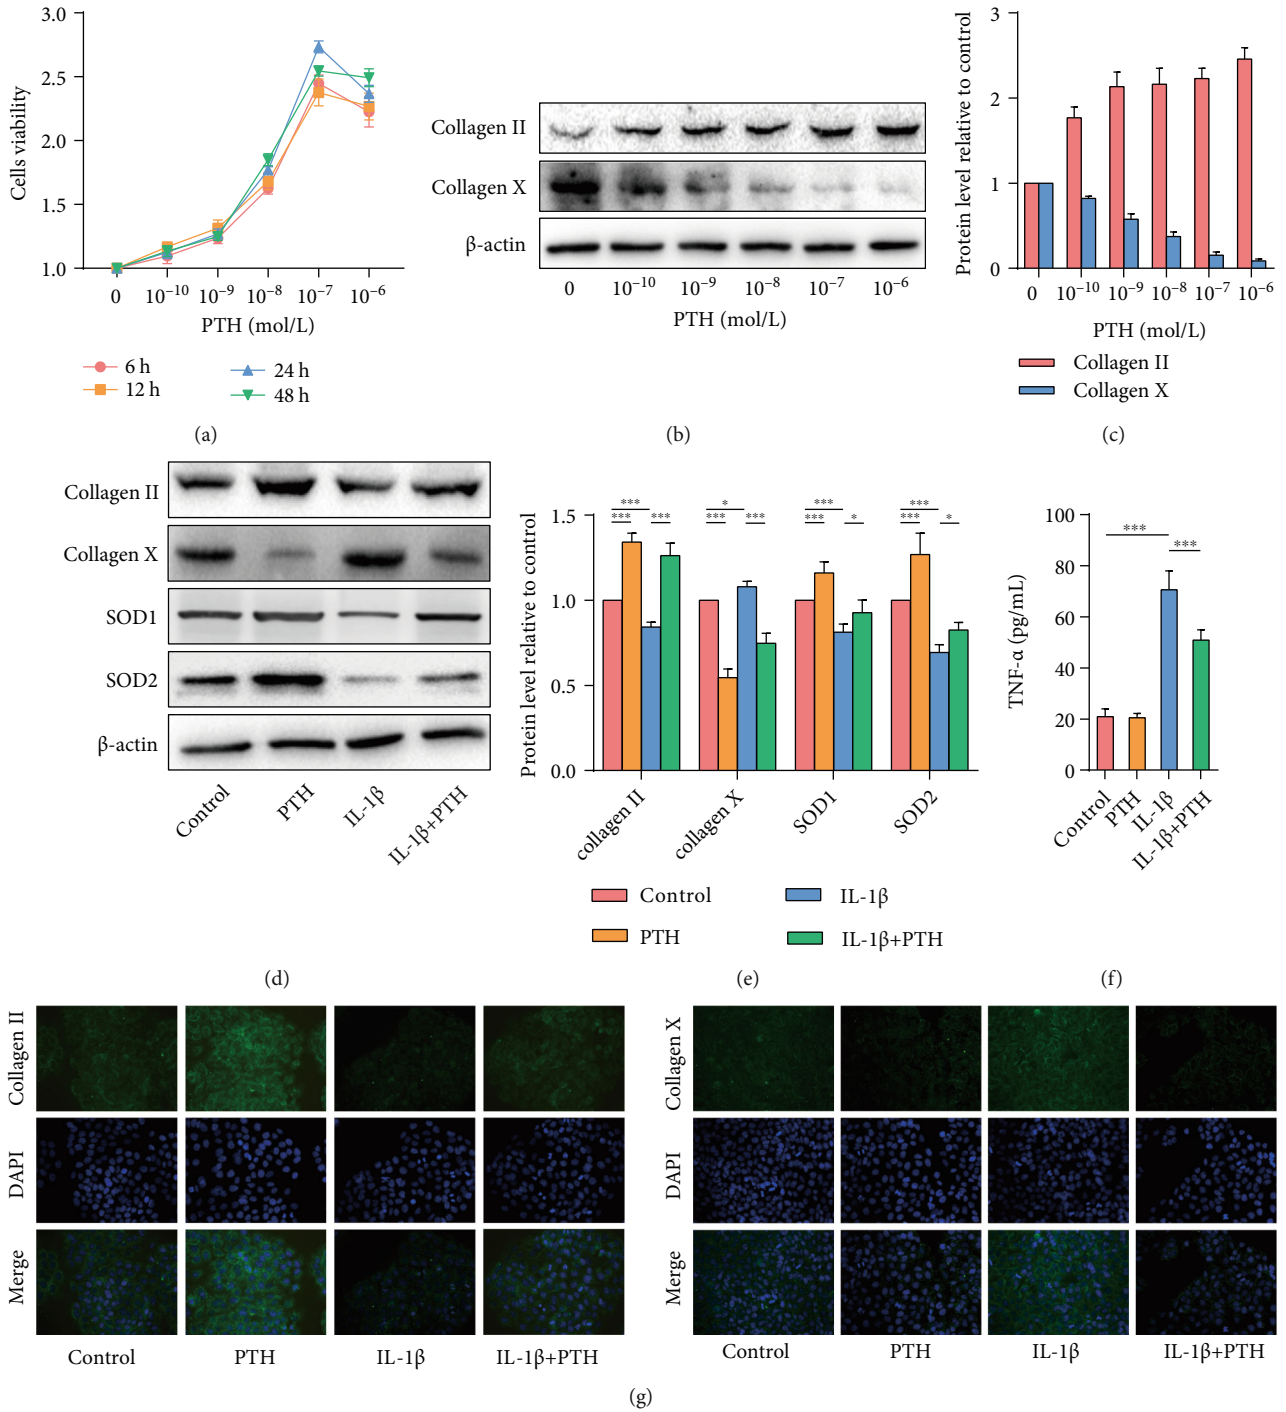 3.0
2.5
2.0
1.5
1.0
Cells viability
0 10⁻¹⁰ 10⁻⁹ 10⁻⁸ 10⁻⁷ 10⁻⁶
PTH (mol/L)
6 h
12 h
24 h
48 h
(a)
Collagen II
Collagen X
β-actin
0 10⁻¹⁰ 10⁻⁹ 10⁻⁸ 10⁻⁷ 10⁻⁶
PTH (mol/L)
(b)
Protein level relative to control
3
2
1
0
0 10⁻¹⁰ 10⁻⁹ 10⁻⁸ 10⁻⁷ 10⁻⁶
PTH (mol/L)
Collagen II
Collagen X
(c)
Collagen II
Collagen X
SOD1
SOD2
β-actin
Control PTH IL-1β IL-1β+PTH
(d)
Protein level relative to control
1.5
1.0
0.5
0.0
*** * *** ***
*** *** *** *** *** * *** *
collagen II collagen X SOD1 SOD2
Control
PTH
IL-1β
IL-1β+PTH
(e)
TNF-α (pg/mL)
100
80
60
40
20
0
***
***
Control PTH IL-1β IL-1β+PTH
(f)
Collagen II
DAPI
Merge
Control PTH IL-1β IL-1β+PTH
Collagen X
DAPI
Merge
Control PTH IL-1β IL-1β+PTH
(g)